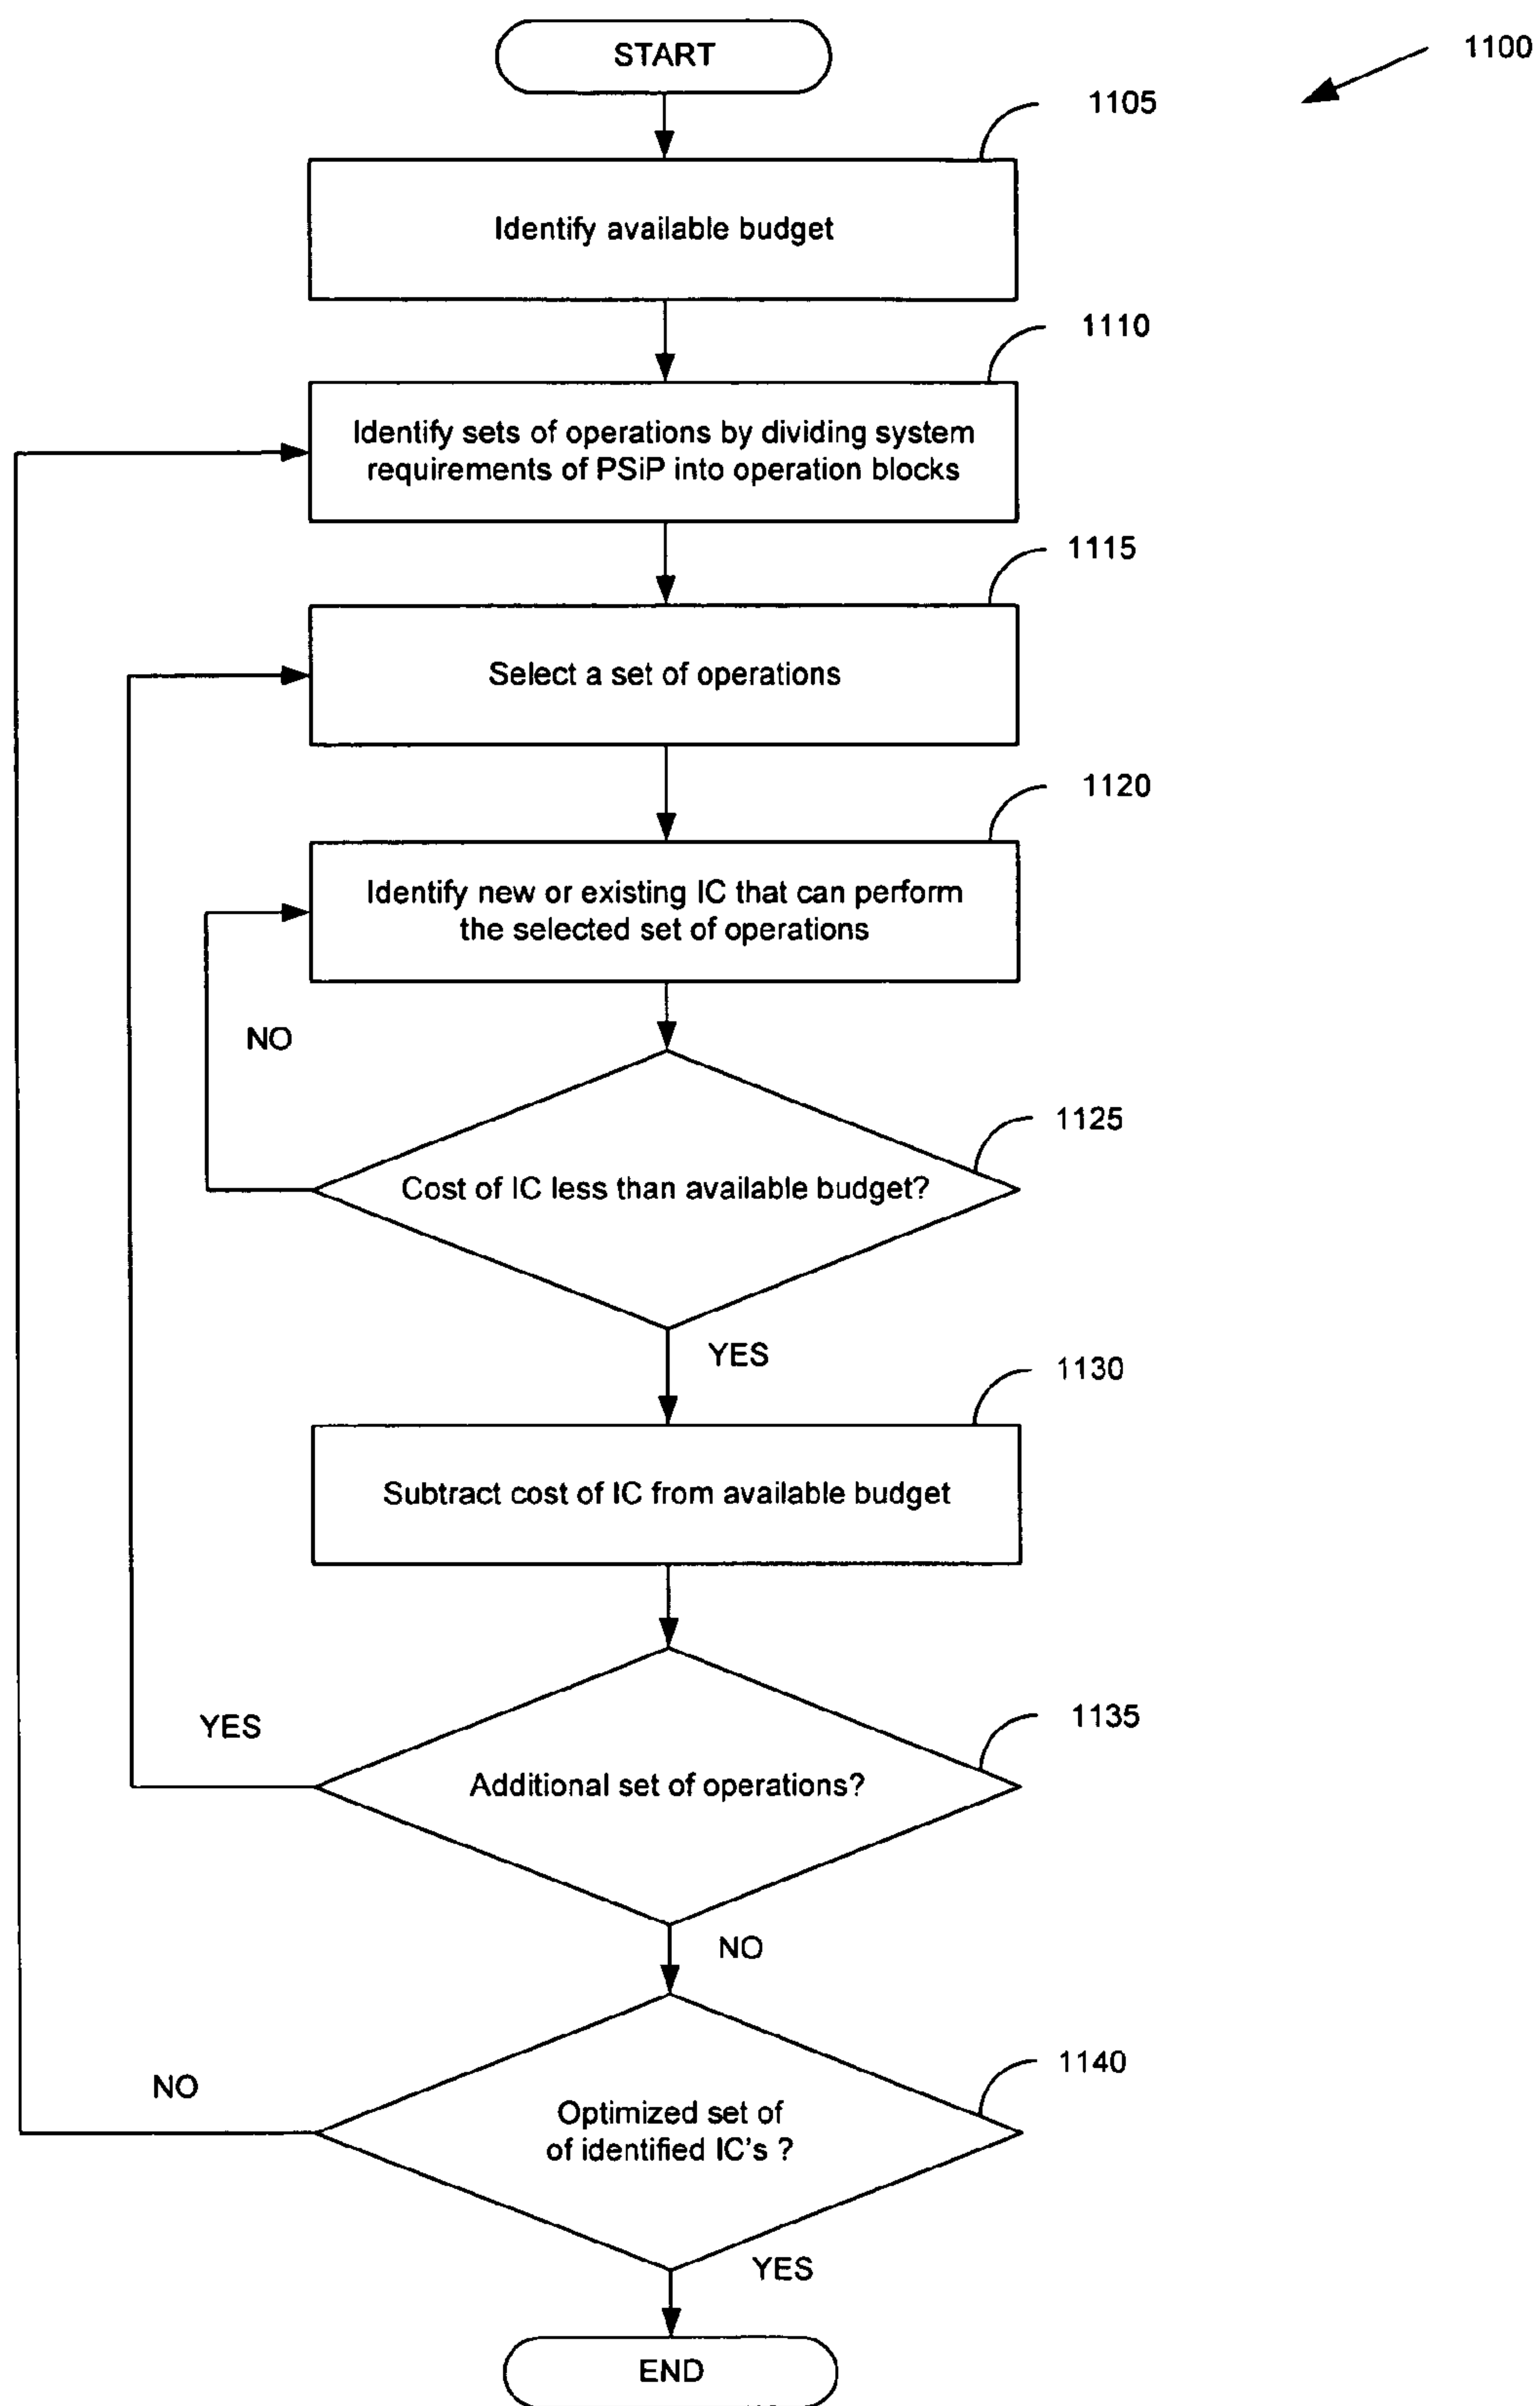 START
1100
1105
Identify available budget
1110
Identify sets of operations by dividing system
requirements of PSiP into operation blocks
1115
Select a set of operations
1120
Identify new or existing IC that can perform
the selected set of operations
NO
1125
Cost of IC less than available budget?
YES
1130
Subtract cost of IC from available budget
YES
1135
Additional set of operations?
NO
1140
NO
Optimized set of
of identified IC's ?
YES
END